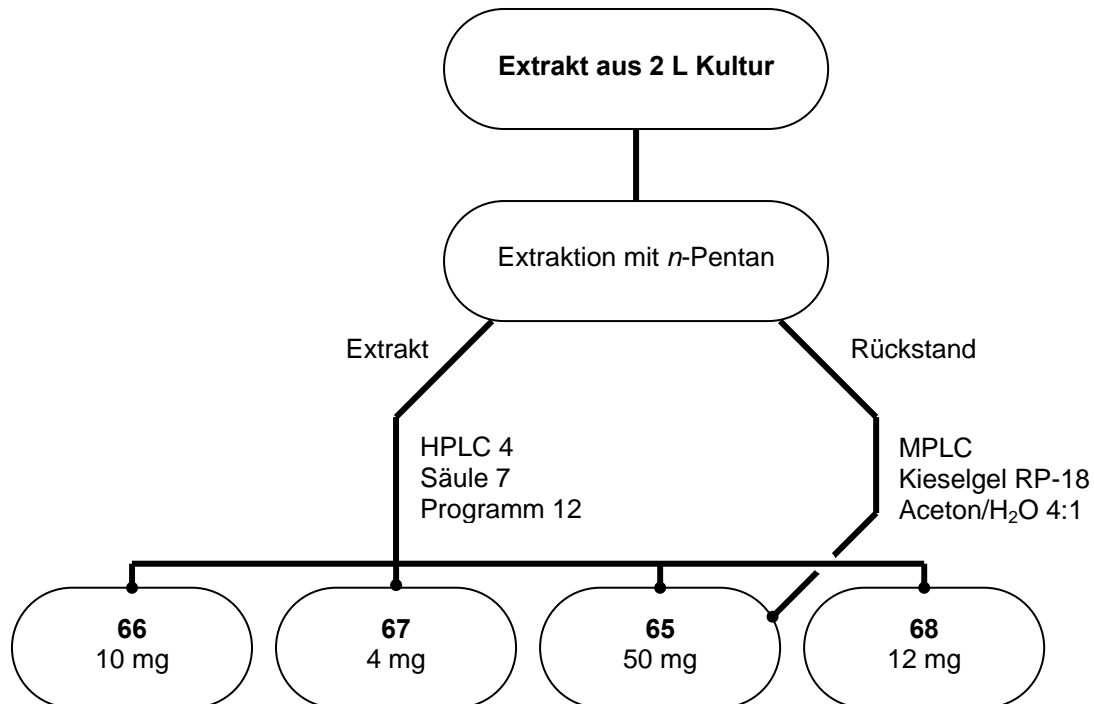 Extrakt aus 2 L Kultur
Extraktion mit n-Pentan
Extrakt
Rückstand
HPLC 4
Säule 7
Programm 12
MPLC
Kieselgel RP-18
Aceton/H₂O 4:1
66
10 mg
67
4 mg
65
50 mg
68
12 mg